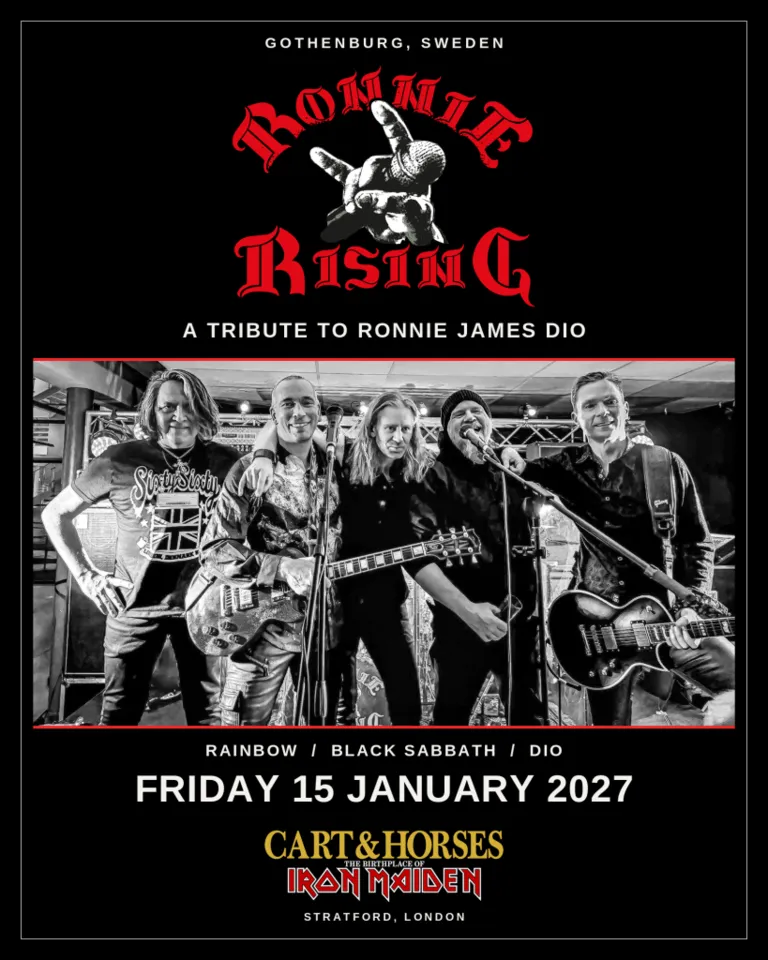 GOTHENBURG, SWEDEN
RONNIE
RISING
A TRIBUTE TO RONNIE JAMES DIO
SixtySixty
RAINBOW / BLACK SABBATH / DIO
FRIDAY 15 JANUARY 2027
CART & HORSES
THE BIRTHPLACE OF
IRON MAIDEN
STRATFORD, LONDON